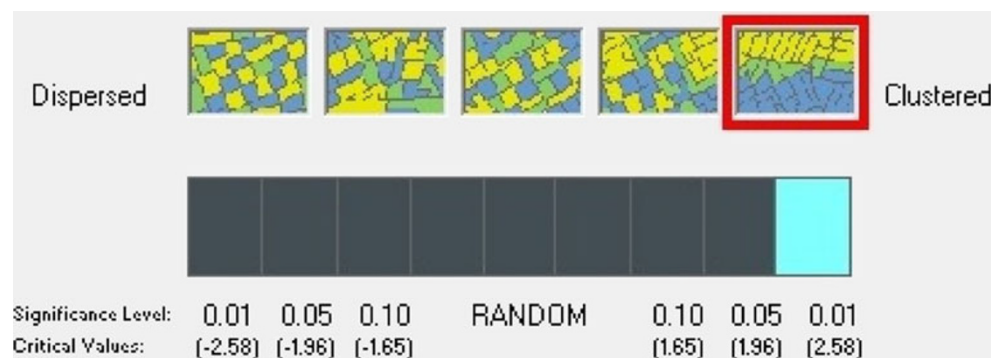 Dispersed
Clustered
Significance Level: 0.01 0.05 0.10 RANDOM 0.10 0.05 0.01
Critical Values: (-2.58) (-1.96) (-1.65) (1.65) (1.96) (2.58)